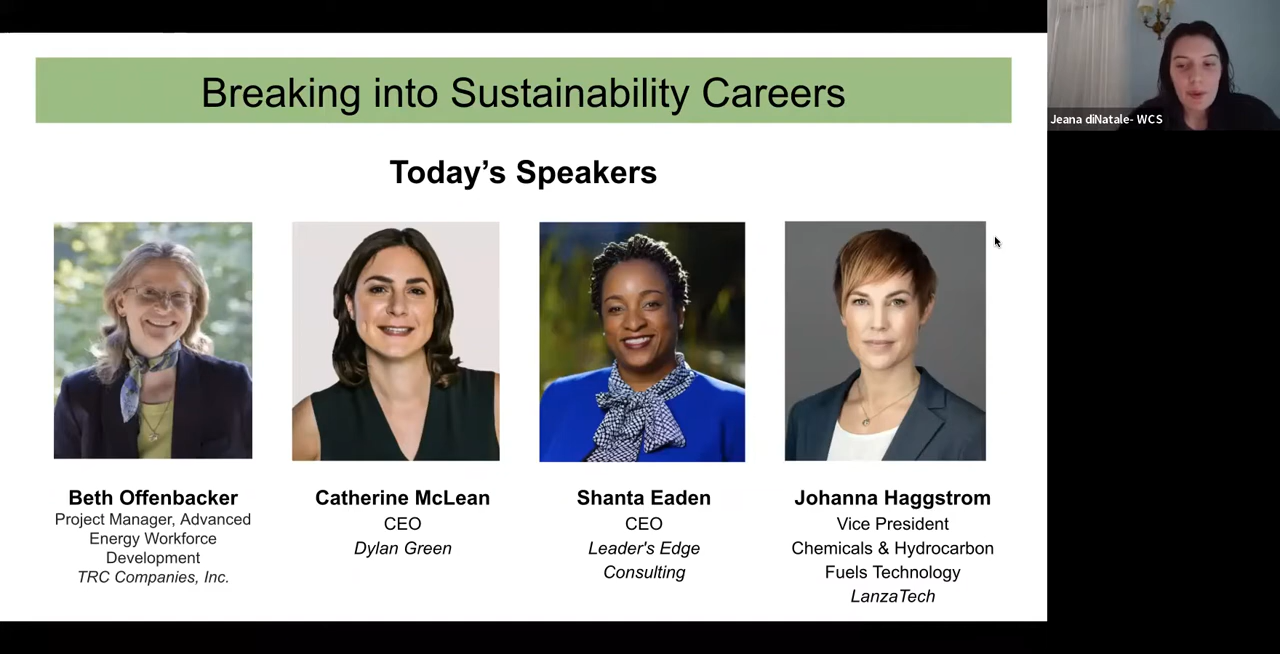 Breaking into Sustainability Careers
Jeana diNatale- WCS
Today’s Speakers
Beth Offenbacker
Project Manager, Advanced
Energy Workforce
Development
TRC Companies, Inc.
Catherine McLean
CEO
Dylan Green
Shanta Eaden
CEO
Leader's Edge
Consulting
Johanna Haggstrom
Vice President
Chemicals & Hydrocarbon
Fuels Technology
LanzaTech